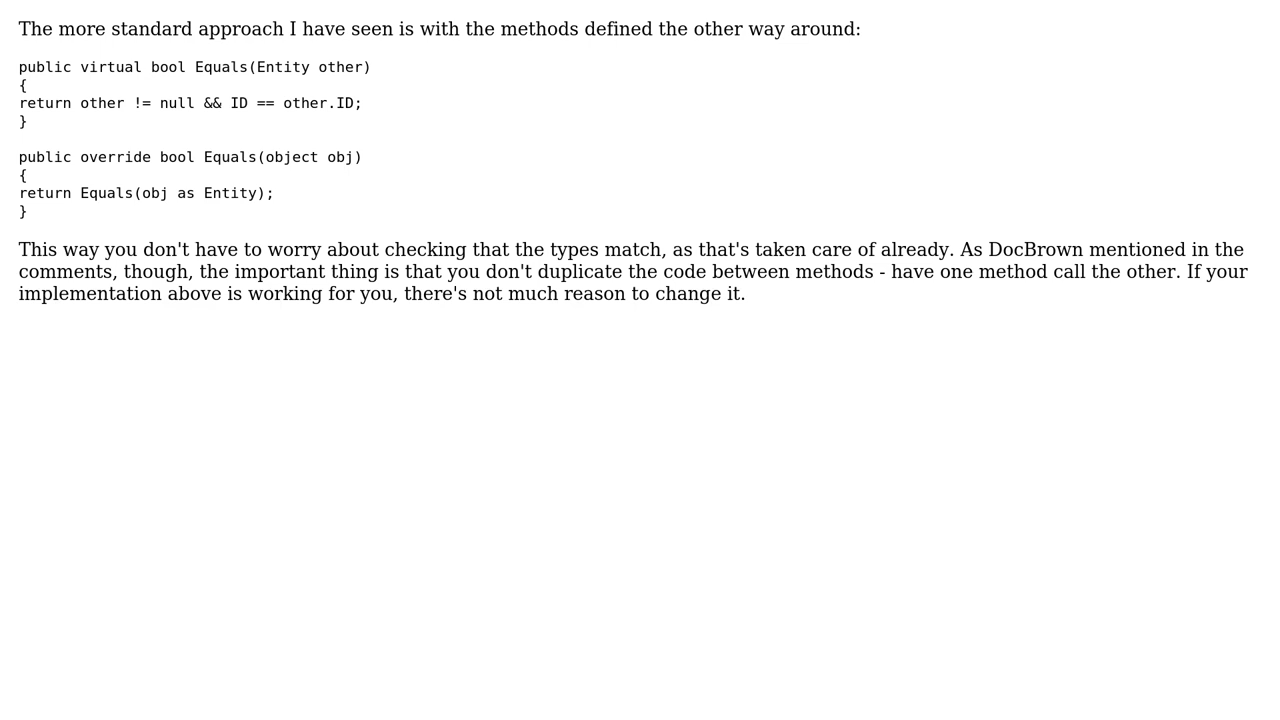 The more standard approach I have seen is with the methods defined the other way around:
public virtual bool Equals(Entity other)
{
return other != null && ID == other.ID;
}
public override bool Equals(object obj)
{
return Equals(obj as Entity);
}
This way you don't have to worry about checking that the types match, as that's taken care of already. As DocBrown mentioned in the
comments, though, the important thing is that you don't duplicate the code between methods - have one method call the other. If your
implementation above is working for you, there's not much reason to change it.